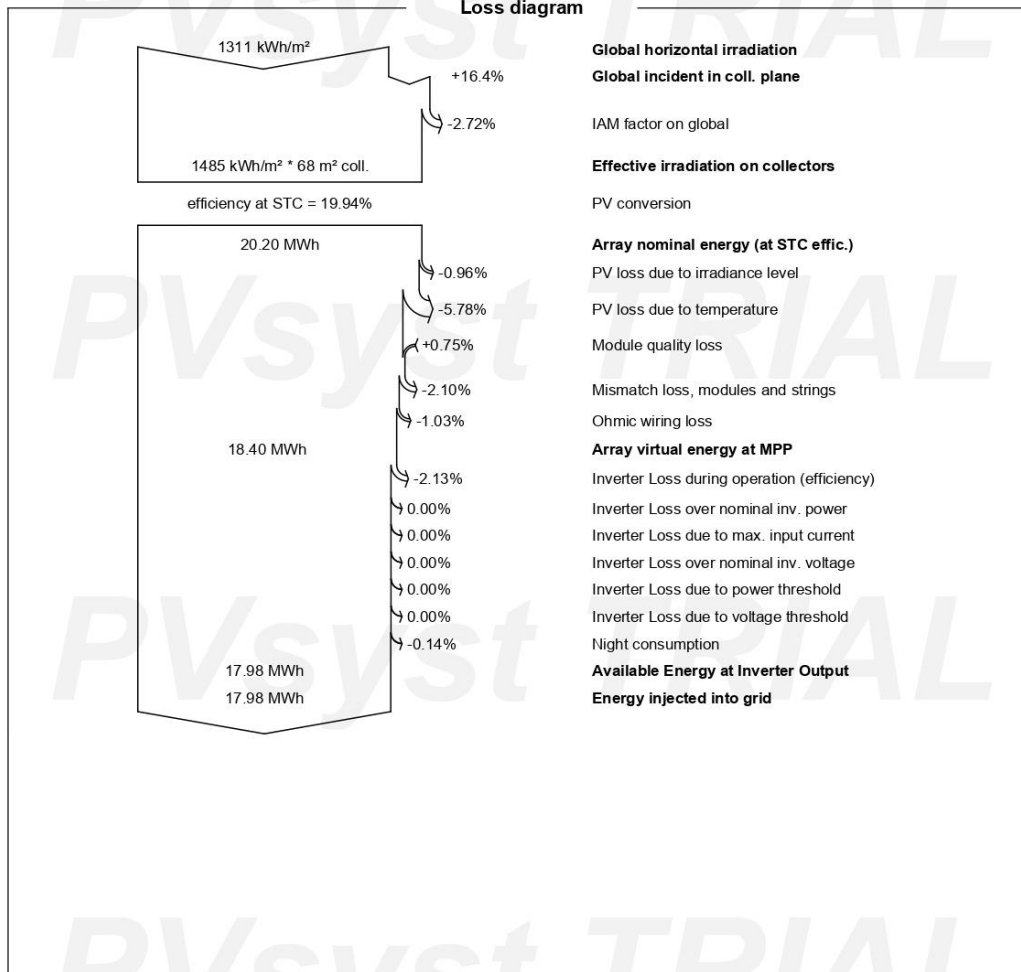 Loss diagram
1311 kWh/m² Global horizontal irradiation
+16.4% Global incident in coll. plane
-2.72% IAM factor on global
1485 kWh/m² * 68 m² coll. Effective irradiation on collectors
efficiency at STC = 19.94% PV conversion
20.20 MWh Array nominal energy (at STC effic.)
-0.96% PV loss due to irradiance level
-5.78% PV loss due to temperature
+0.75% Module quality loss
-2.10% Mismatch loss, modules and strings
-1.03% Ohmic wiring loss
18.40 MWh Array virtual energy at MPP
-2.13% Inverter Loss during operation (efficiency)
0.00% Inverter Loss over nominal inv. power
0.00% Inverter Loss due to max. input current
0.00% Inverter Loss over nominal inv. voltage
0.00% Inverter Loss due to power threshold
0.00% Inverter Loss due to voltage threshold
-0.14% Night consumption
17.98 MWh Available Energy at Inverter Output
17.98 MWh Energy injected into grid
PVsyst TRIAL
PVsyst TRIAL
PVsyst TRIAL
PVsyst TRIAL